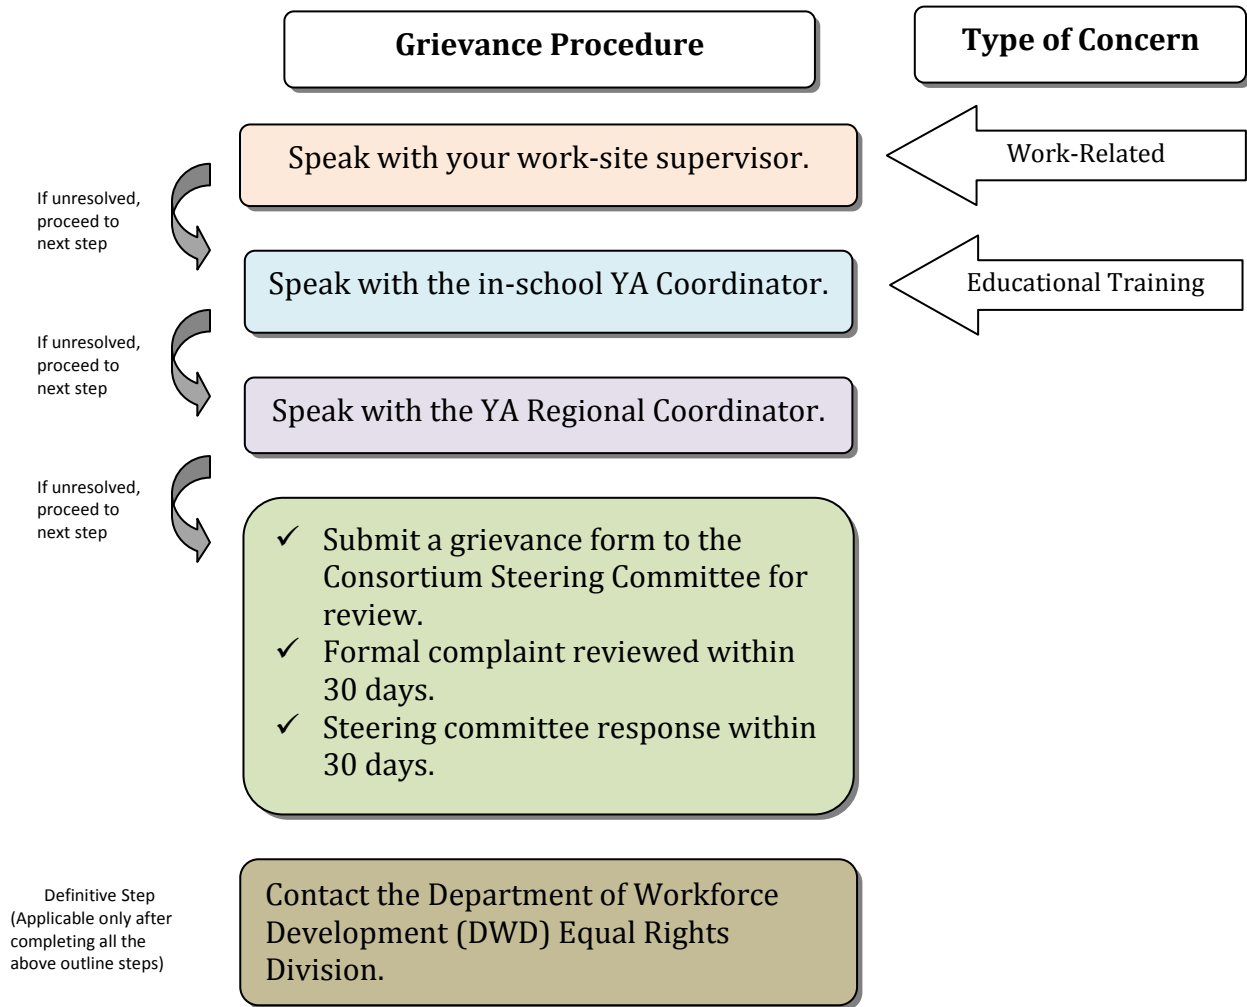 Grievance Procedure
Type of Concern
Speak with your work-site supervisor.
Work-Related
If unresolved,
proceed to
next step
Speak with the in-school YA Coordinator.
Educational Training
If unresolved,
proceed to
next step
Speak with the YA Regional Coordinator.
If unresolved,
proceed to
next step
✓ Submit a grievance form to the
Consortium Steering Committee for
review.
✓ Formal complaint reviewed within
30 days.
✓ Steering committee response within
30 days.
Definitive Step
(Applicable only after
completing all the
above outline steps)
Contact the Department of Workforce
Development (DWD) Equal Rights
Division.